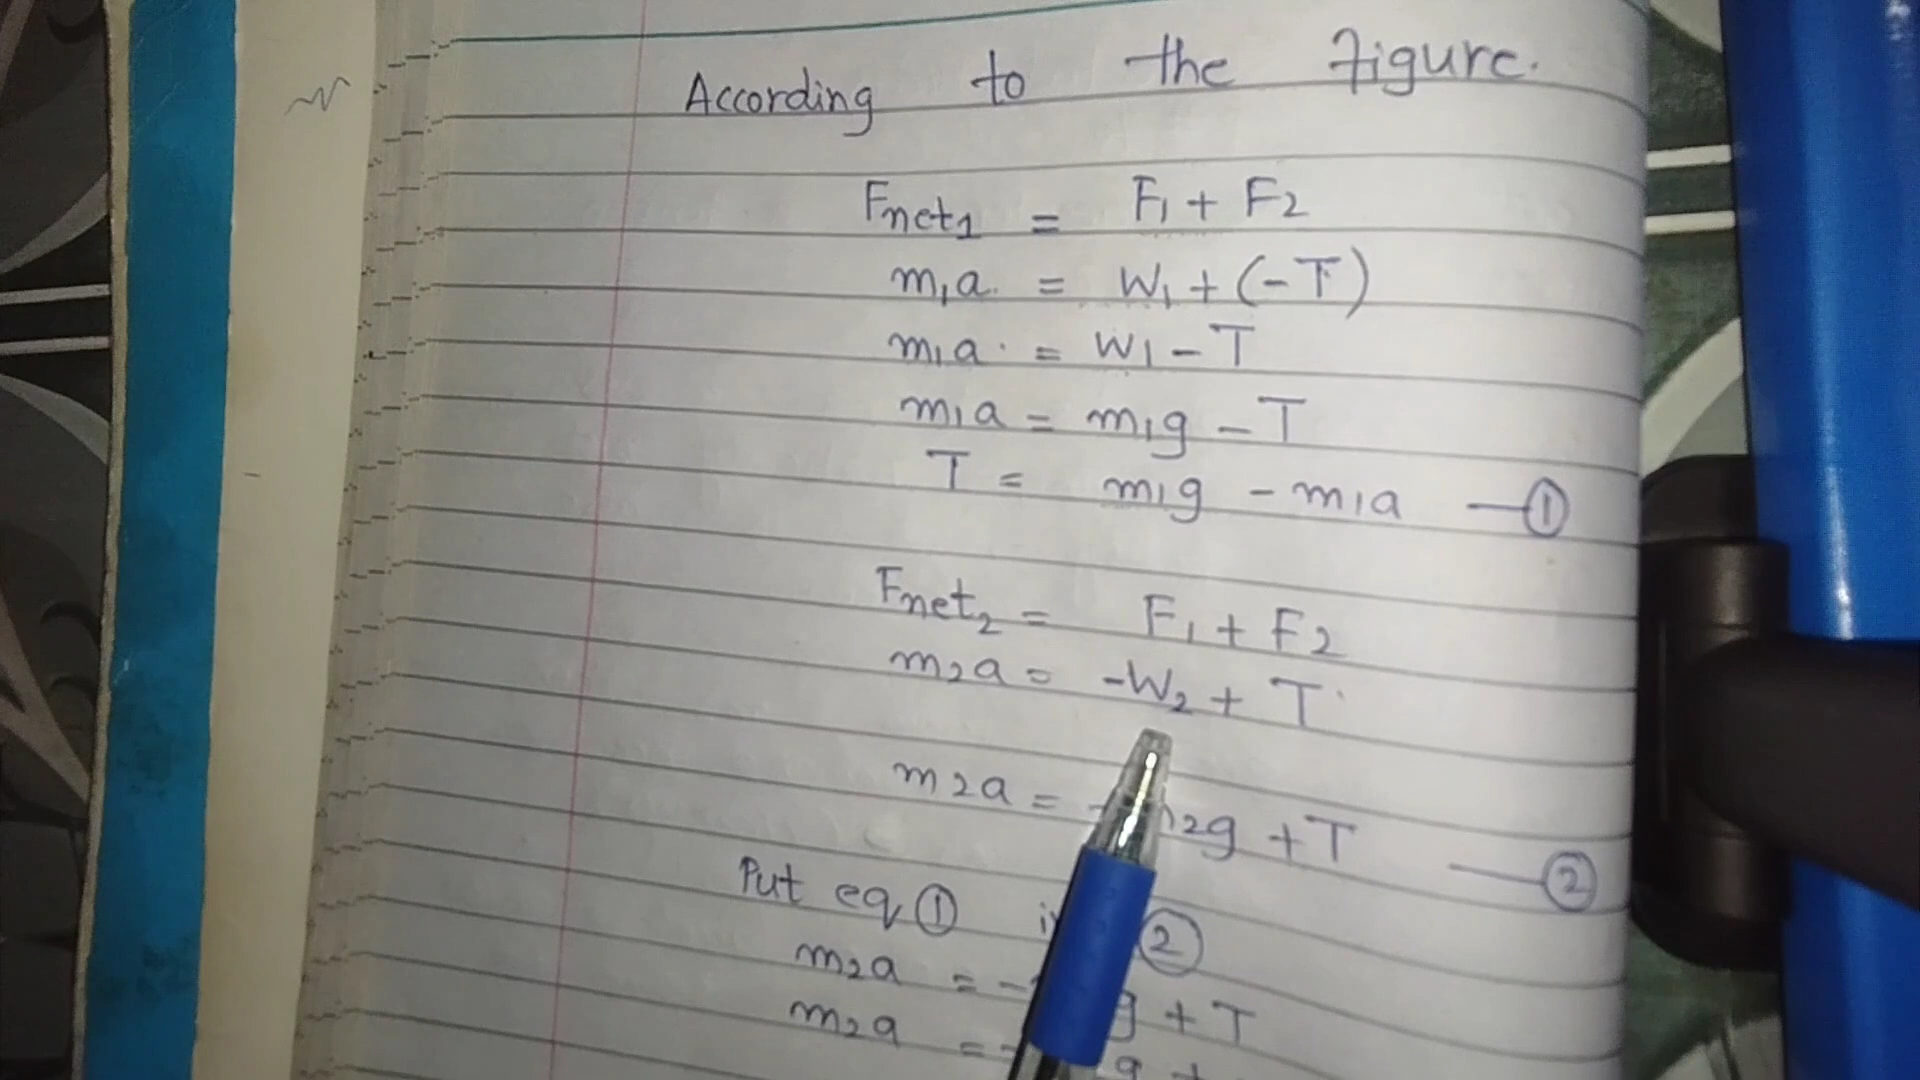 According to the figure.
Fnet1 = F1 + F2
m1a = W1 + (-T)
m1a = W1 - T
m1a = m1g - T
T = m1g - m1a —①
Fnet2 = F1 + F2
m2a = -W2 + T
m2a = 2g + T —②
Put eq ① ②
m2a = - g + T
m2a = - g +